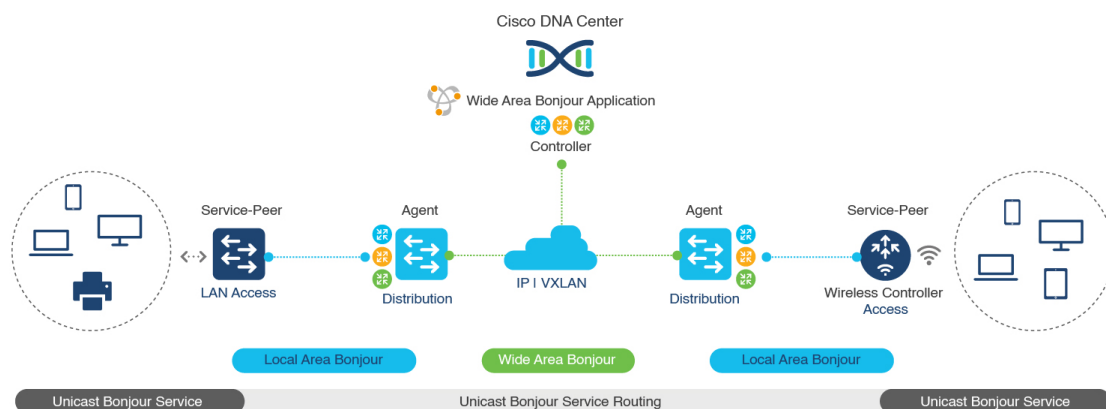 Cisco DNA Center
Wide Area Bonjour Application
Controller
Service-Peer
Agent
Agent
Service-Peer
LAN Access
Distribution
IP | VXLAN
Distribution
Wireless Controller
Access
Local Area Bonjour
Wide Area Bonjour
Local Area Bonjour
Unicast Bonjour Service
Unicast Bonjour Service Routing
Unicast Bonjour Service